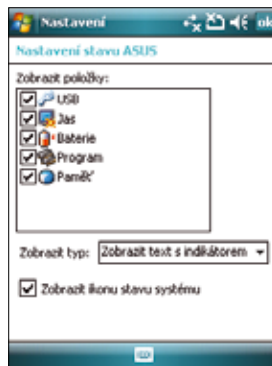 Nastavení ok
Nastavení stavu ASUS
Zobrazit položky:
USB
Jas
Baterie
Program
Paměť
Zobrazit typ: Zobrazit text s indikátorem
Zobrazit ikonu stavu systému